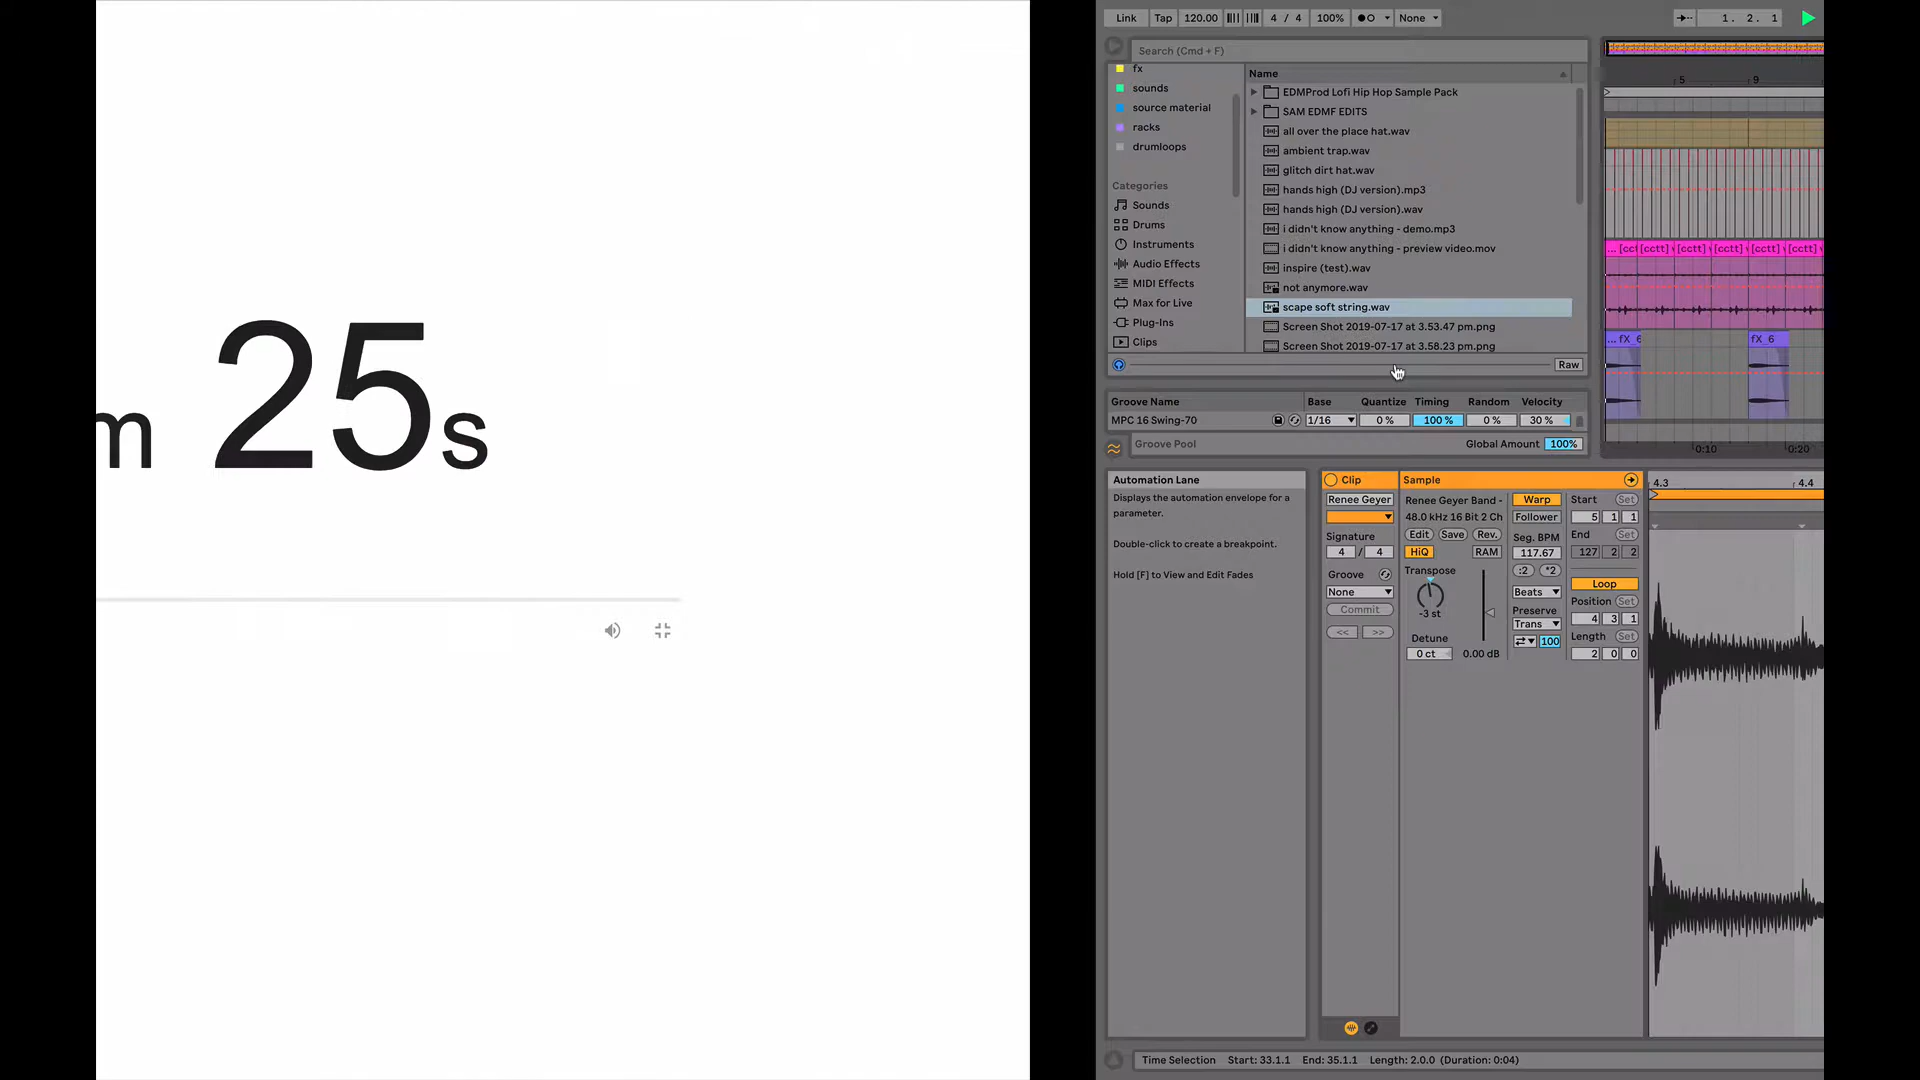 m 25s
Link Tap 120.00 4 / 4 100% None 1. 2. 1
Search (Cmd + F)
fx
sounds
source material
racks
drumloops
Categories
Sounds
Drums
Instruments
Audio Effects
MIDI Effects
Max for Live
Plug-Ins
Clips
Name
EDMProd Lofi Hip Hop Sample Pack
SAM EDMF EDITS
all over the place hat.wav
ambient trap.wav
glitch dirt hat.wav
hands high (DJ version).mp3
hands high (DJ version).wav
i didn't know anything - demo.mp3
i didn't know anything - preview video.mov
inspire (test).wav
not anymore.wav
scape soft string.wav
Screen Shot 2019-07-17 at 3.53.47 pm.png
Screen Shot 2019-07-17 at 3.58.23 pm.png
Raw
Groove Name Base Quantize Timing Random Velocity
MPC 16 Swing-70 1/16 0 % 100 % 0 % 30 %
Groove Pool Global Amount 100%
5 9
... [cct [cctt] [cctt] [cctt] [cctt] [cctt]
... fX_6 fX_6
0:10 0:20
Automation Lane
Displays the automation envelope for a
parameter.
Double-click to create a breakpoint.
Hold [F] to View and Edit Fades
Clip
Renee Geyer
Signature
4 / 4
Groove
None
Commit
<< >>
Sample
Renee Geyer Band -
48.0 kHz 16 Bit 2 Ch
Edit Save Rev.
HiQ RAM
Transpose
-3 st
Detune
0 ct 0.00 dB
Warp
Follower
Seg. BPM
117.67
:2 *2
Beats
Preserve
Trans
100
Start Set
5 1 1
End Set
127 2 2
Loop
Position Set
4 3 1
Length Set
2 0 0
4.3 4.4
Time Selection Start: 33.1.1 End: 35.1.1 Length: 2.0.0 (Duration: 0:04)